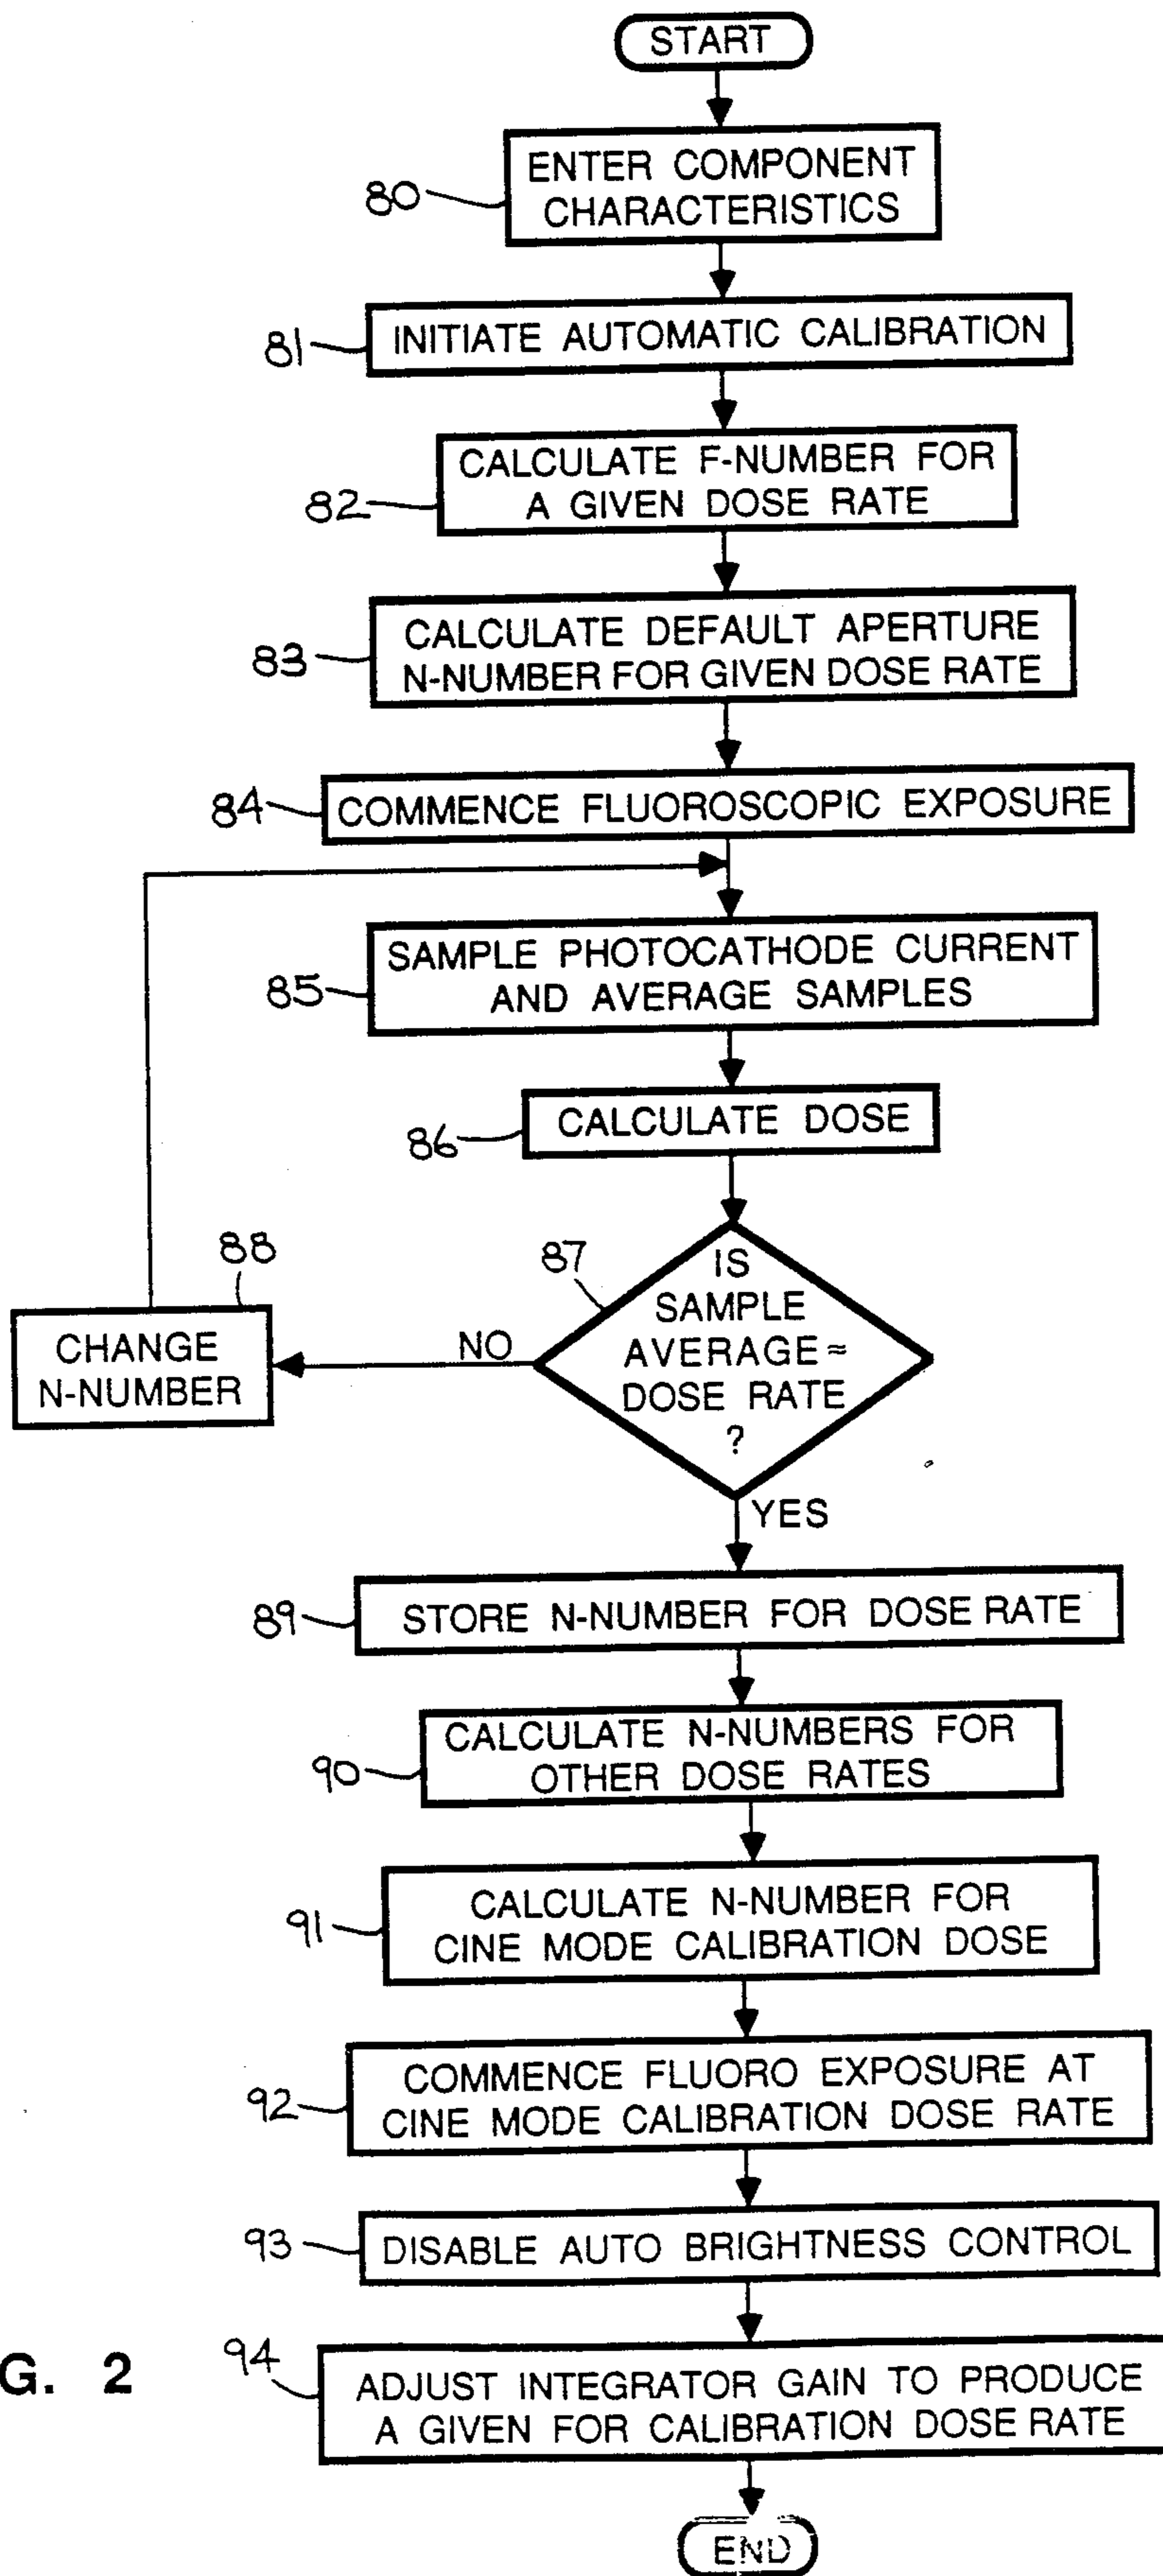 START
80
ENTER COMPONENT
CHARACTERISTICS
81
INITIATE AUTOMATIC CALIBRATION
82
CALCULATE F-NUMBER FOR
A GIVEN DOSE RATE
83
CALCULATE DEFAULT APERTURE
N-NUMBER FOR GIVEN DOSE RATE
84
COMMENCE FLUOROSCOPIC EXPOSURE
85
SAMPLE PHOTOCATHODE CURRENT
AND AVERAGE SAMPLES
86
CALCULATE DOSE
87
IS
SAMPLE
AVERAGE ≈
DOSE RATE
?
NO
88
CHANGE
N-NUMBER
YES
89
STORE N-NUMBER FOR DOSE RATE
90
CALCULATE N-NUMBERS FOR
OTHER DOSE RATES
91
CALCULATE N-NUMBER FOR
CINE MODE CALIBRATION DOSE
92
COMMENCE FLUORO EXPOSURE AT
CINE MODE CALIBRATION DOSE RATE
93
DISABLE AUTO BRIGHTNESS CONTROL
94
ADJUST INTEGRATOR GAIN TO PRODUCE
A GIVEN FOR CALIBRATION DOSE RATE
G. 2
END